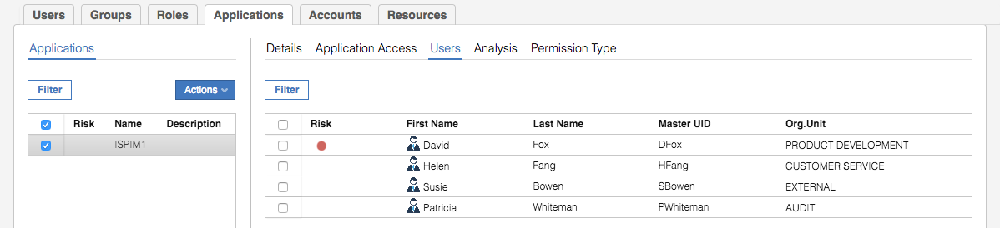 Users Groups Roles Applications Accounts Resources
Applications
Details Application Access Users Analysis Permission Type
Filter Actions
Filter
Risk Name Description
Risk First Name Last Name Master UID Org.Unit
ISPIM1
David Fox DFox PRODUCT DEVELOPMENT
Helen Fang HFang CUSTOMER SERVICE
Susie Bowen SBowen EXTERNAL
Patricia Whiteman PWhiteman AUDIT